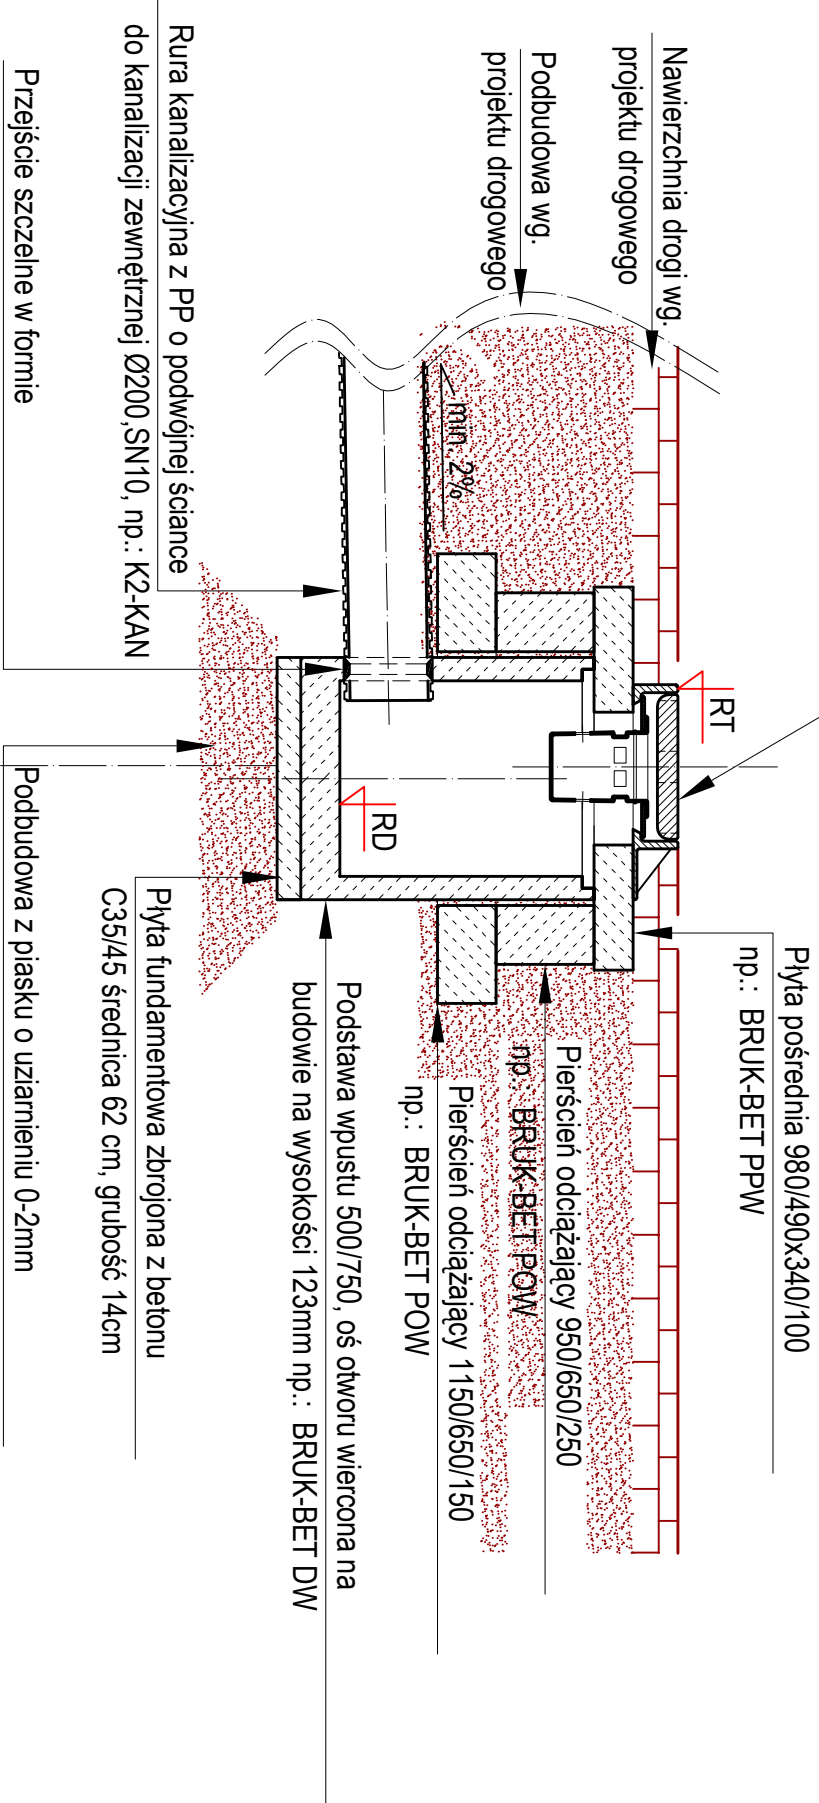 Nawierzchnia drogi wg.
projektu drogowego
Podbudowa wg.
projektu drogowego
Rura kanalizacyjna z PP o podwójnej ściance
do kanalizacji zewnętrznej Ø200,SN10, np.: K2-KAN
Przejście szczelne w formie
min. 2%
RT
RD
Płyta pośrednia 980/490x340/100
np.: BRUK-BET PPW
Pierścień odciążający 950/650/250
np.: BRUK-BET POW
Pierścień odciążający 1150/650/150
np.: BRUK-BET POW
Podstawa wpustu 500/750, oś otworu wiercona na
budowie na wysokości 123mm np.: BRUK-BET DW
Płyta fundamentowa zbrojona z betonu
C35/45 średnica 62 cm, grubość 14cm
Podbudowa z piasku o uziarnieniu 0-2mm